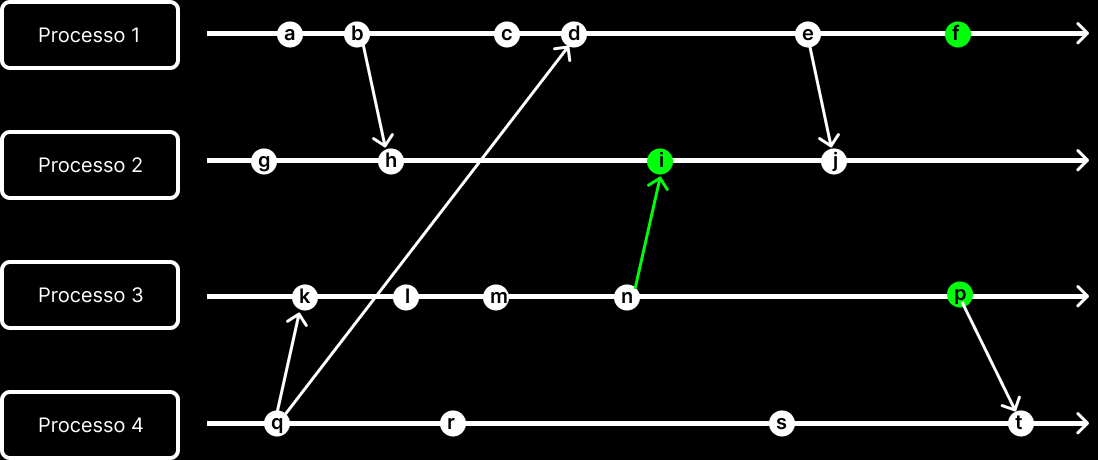 Processo 1 a b c d e f
Processo 2 g h i j
Processo 3 k l m n p
Processo 4 q r s t